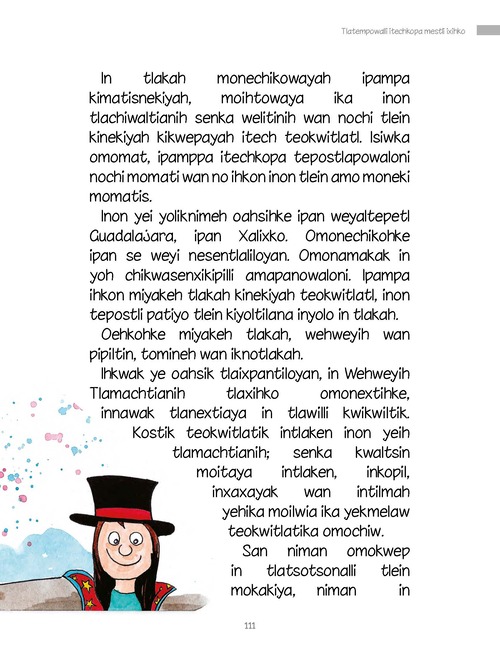 Tlatempowalli itechkopa mestli ixihko
In tlakah monechikowayah ipampa
kimatisnekiyah, moihtowaya ika inon
tlachiwaltianih senka welitinih wan nochi tlein
kinekiyah kikwepayah itech teokwitlatl. Isiwka
omomat, ipamppa itechkopa tepostlapowaloni
nochi momati wan no ihkon inon tlein amo moneki
momatis.
Inon yei yoliknimeh oahsihke ipan weyaltepetl
Guadalajara, ipan Xalixko. Omonechikohke
ipan se weyi nesentlaliloyan. Omonamakak in
yoh chikwasenxikipilli amapanowaloni. Ipampa
ihkon miyakeh tlakah kinekiyah teokwitlatl, inon
tepostli patiyo tlein kiyoltilana inyolo in tlakah.
Oehkohke miyakeh tlakah, wehweyih wan
pipiltin, tomineh wan iknotlakah.
Ihkwak ye oahsik tlaixpantiloyan, in Wehweyih
Tlamachtianih tlaxihko omonextihke,
innawak tlanextiaya in tlawilli kwikwiltik.
Kostik teokwitlatik intlaken inon yeih
tlamachtianih; senka kwaltsin
moitaya intlaken, inkopil,
inxaxayak wan intilmah
yehika moilwia ika yekmelaw
teokwitlatika omochiw.
San niman omokwep
in tlatsotsonalli tlein
mokakiya, niman in
111